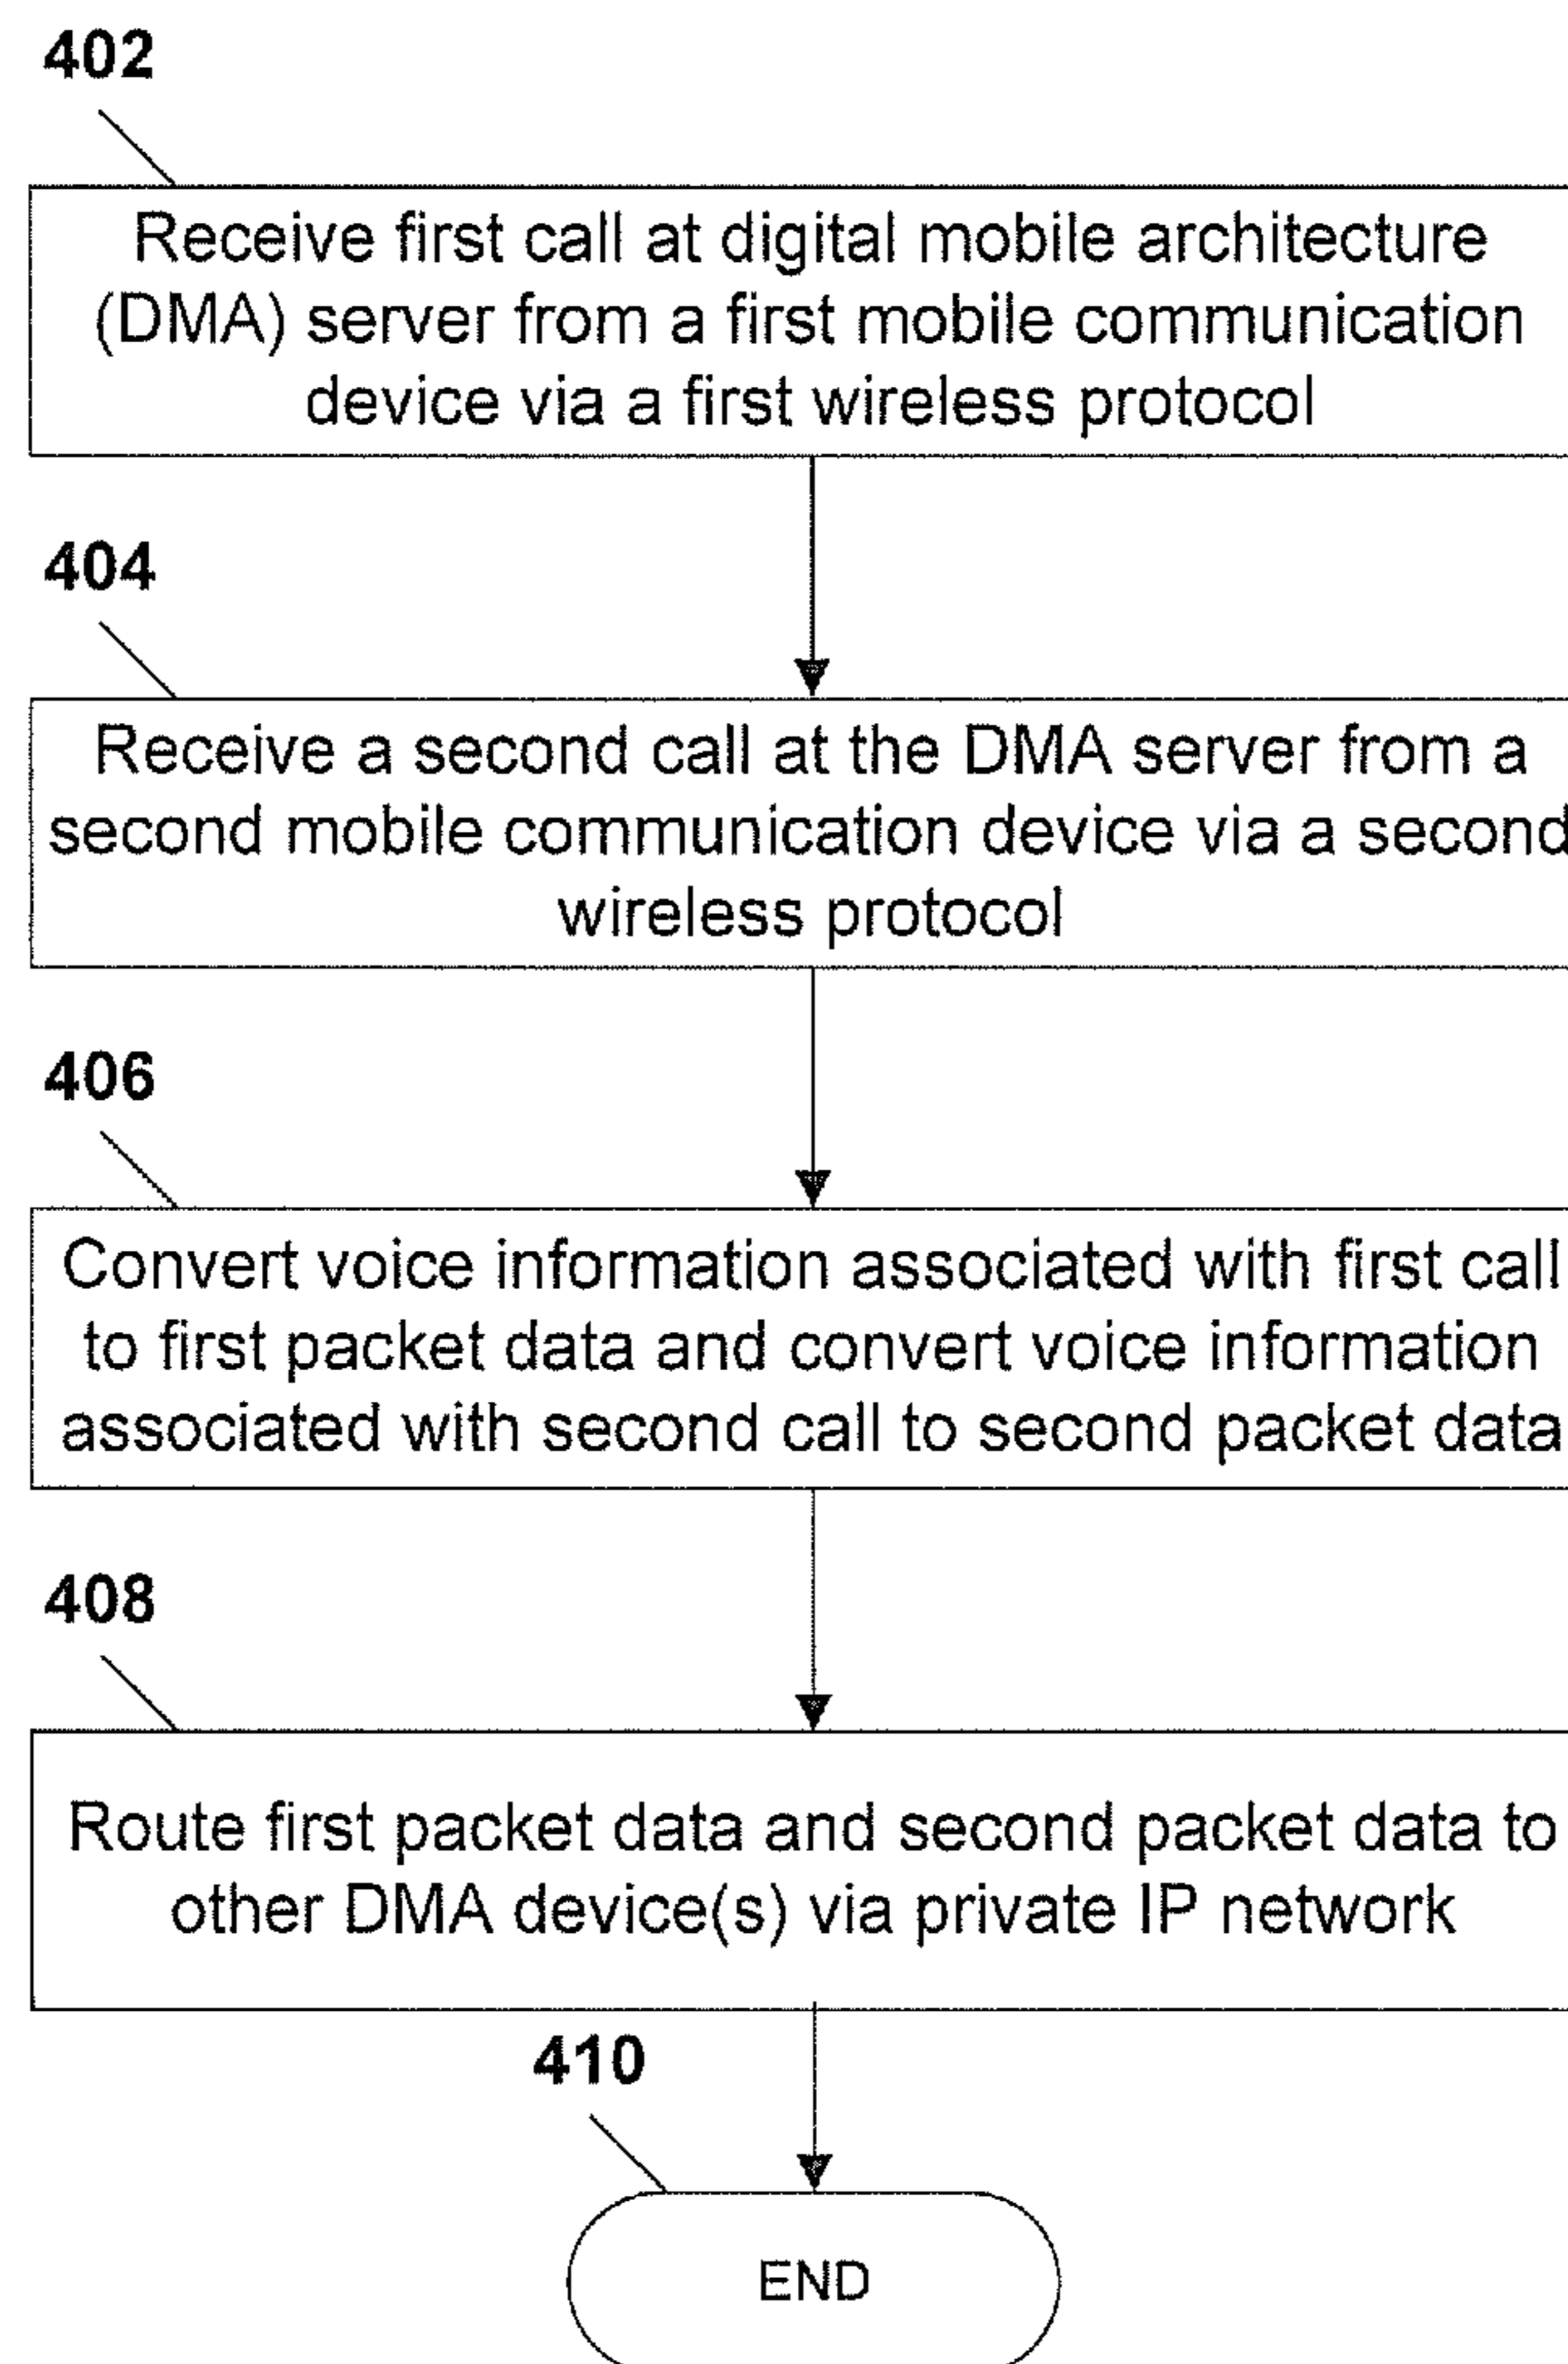 402
Receive first call at digital mobile architecture
(DMA) server from a first mobile communication
device via a first wireless protocol
404
Receive a second call at the DMA server from a
second mobile communication device via a second
wireless protocol
406
Convert voice information associated with first call
to first packet data and convert voice information
associated with second call to second packet data
408
Route first packet data and second packet data to
other DMA device(s) via private IP network
410
END